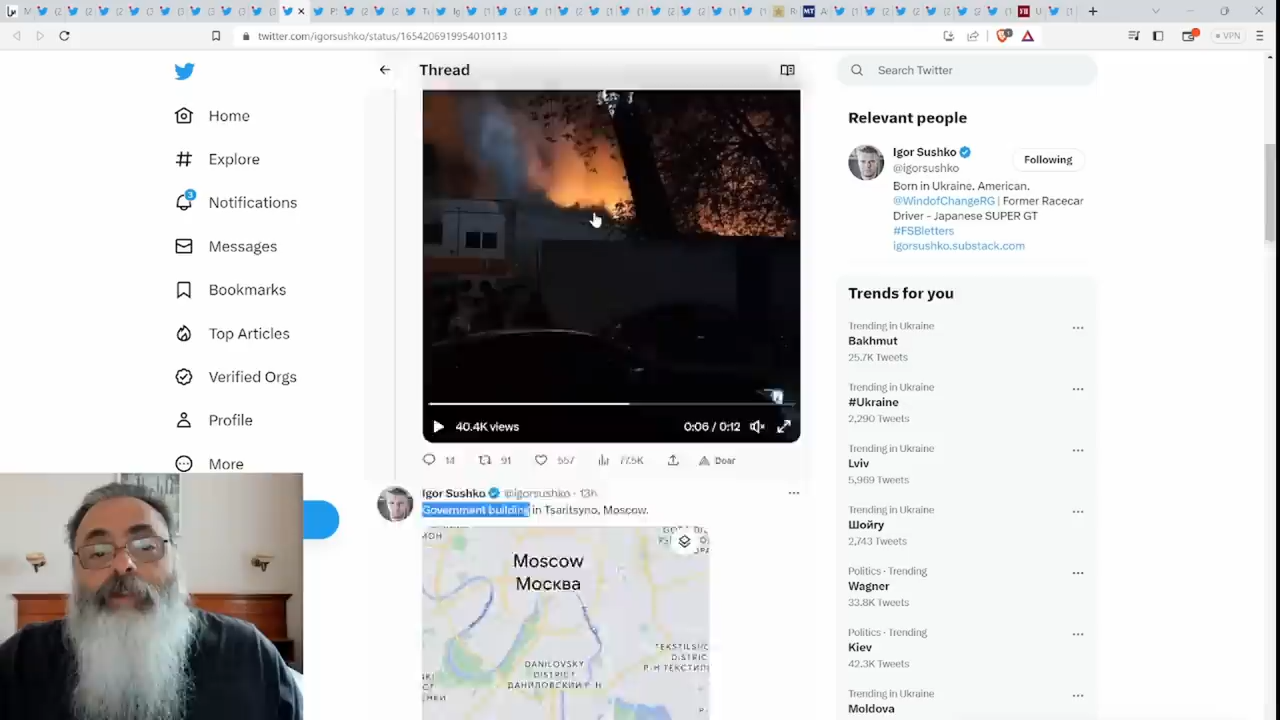 twitter.com/igorsushko/status/1654206919954010113
VPN
Thread
Search Twitter
Home
Explore
3
Notifications
Messages
Bookmarks
Top Articles
Verified Orgs
Profile
More
40.4K views
0:06 / 0:12
14
91
557
77.5K
Igor Sushko @igorsushko · 13h
Government building in Tsaritsyno, Moscow.
Moscow
Москва
DANILOVSKY
DISTRICT
ДАНИЛОВСКИЙ
Relevant people
Igor Sushko
@igorsushko
Following
Born in Ukraine. American.
@WindofChangeRG | Former Racecar
Driver - Japanese SUPER GT
#FSBletters
igorsushko.substack.com
Trends for you
Trending in Ukraine
Bakhmut
25.7K Tweets
Trending in Ukraine
#Ukraine
2,290 Tweets
Trending in Ukraine
Lviv
5,969 Tweets
Trending in Ukraine
Шойгу
2,743 Tweets
Politics · Trending
Wagner
33.8K Tweets
Politics · Trending
Kiev
42.3K Tweets
Trending in Ukraine
Moldova